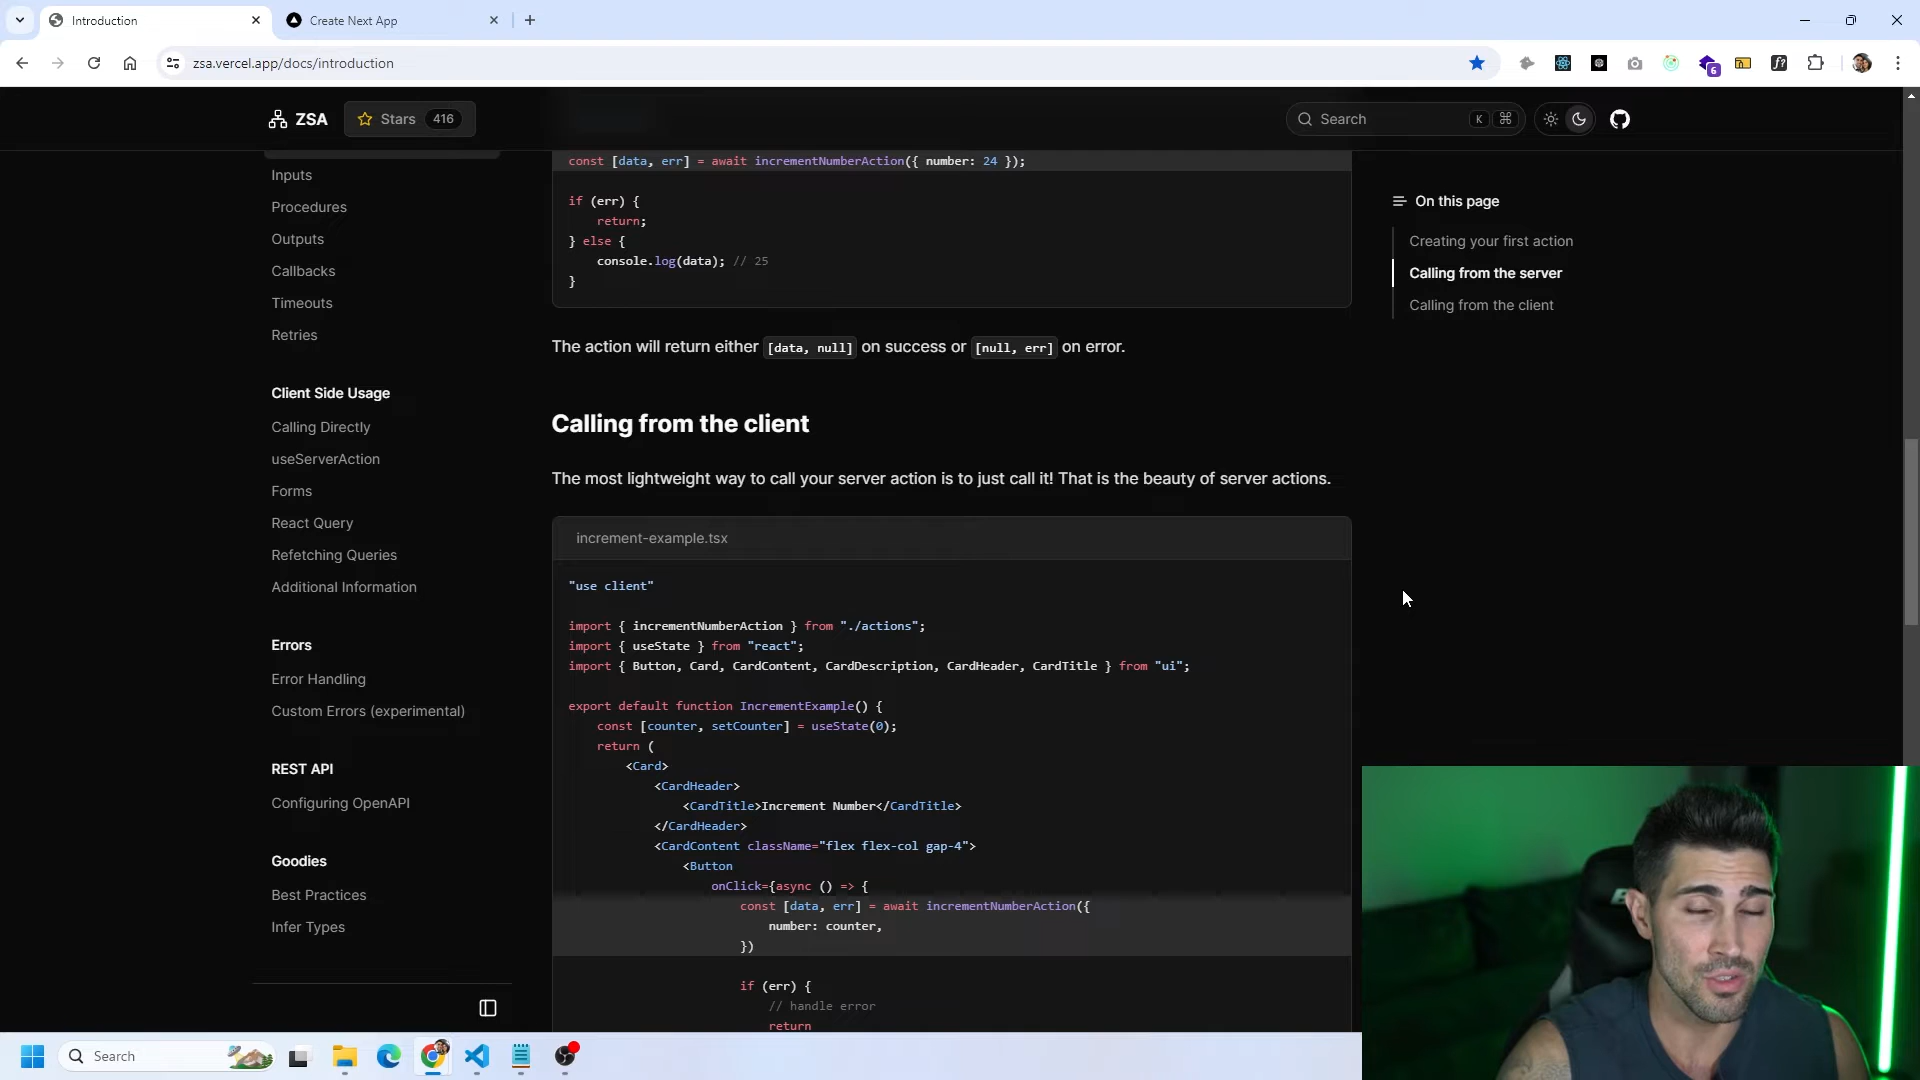 Introduction
Create Next App
zsa.vercel.app/docs/introduction
6
ZSA
Stars 416
Search K ⌘
Inputs
Procedures
Outputs
Callbacks
Timeouts
Retries
Client Side Usage
Calling Directly
useServerAction
Forms
React Query
Refetching Queries
Additional Information
Errors
Error Handling
Custom Errors (experimental)
REST API
Configuring OpenAPI
Goodies
Best Practices
Infer Types
const [data, err] = await incrementNumberAction({ number: 24 });
if (err) {
return;
} else {
console.log(data); // 25
}
The action will return either [data, null] on success or [null, err] on error.
Calling from the client
The most lightweight way to call your server action is to just call it! That is the beauty of server actions.
increment-example.tsx
"use client"
import { incrementNumberAction } from "./actions";
import { useState } from "react";
import { Button, Card, CardContent, CardDescription, CardHeader, CardTitle } from "ui";
export default function IncrementExample() {
const [counter, setCounter] = useState(0);
return (
<Card>
<CardHeader>
<CardTitle>Increment Number</CardTitle>
</CardHeader>
<CardContent className="flex flex-col gap-4">
<Button
onClick={async () => {
const [data, err] = await incrementNumberAction({
number: counter,
})
if (err) {
// handle error
return
On this page
Creating your first action
Calling from the server
Calling from the client
Search